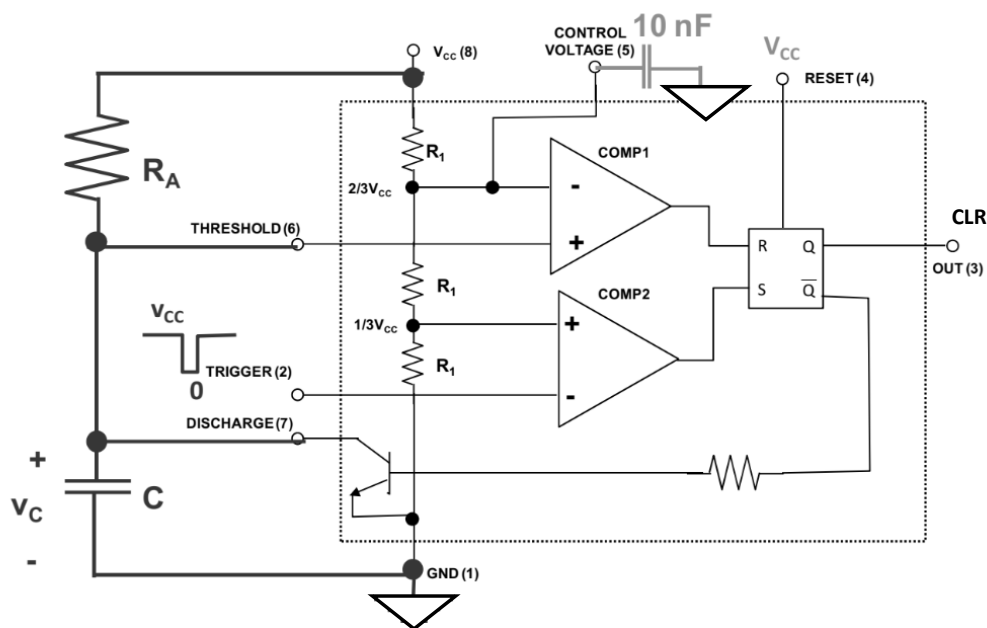 10 nF
CONTROL
VOLTAGE (5)
VCC
VCC (8)
RESET (4)
RA
R1
COMP1
-
+
2/3VCC
CLR
THRESHOLD (6)
R Q
OUT (3)
R1
COMP2
S Q̅
VCC
1/3VCC
+
R1
TRIGGER (2)
0
-
DISCHARGE (7)
+
vC
C
-
GND (1)